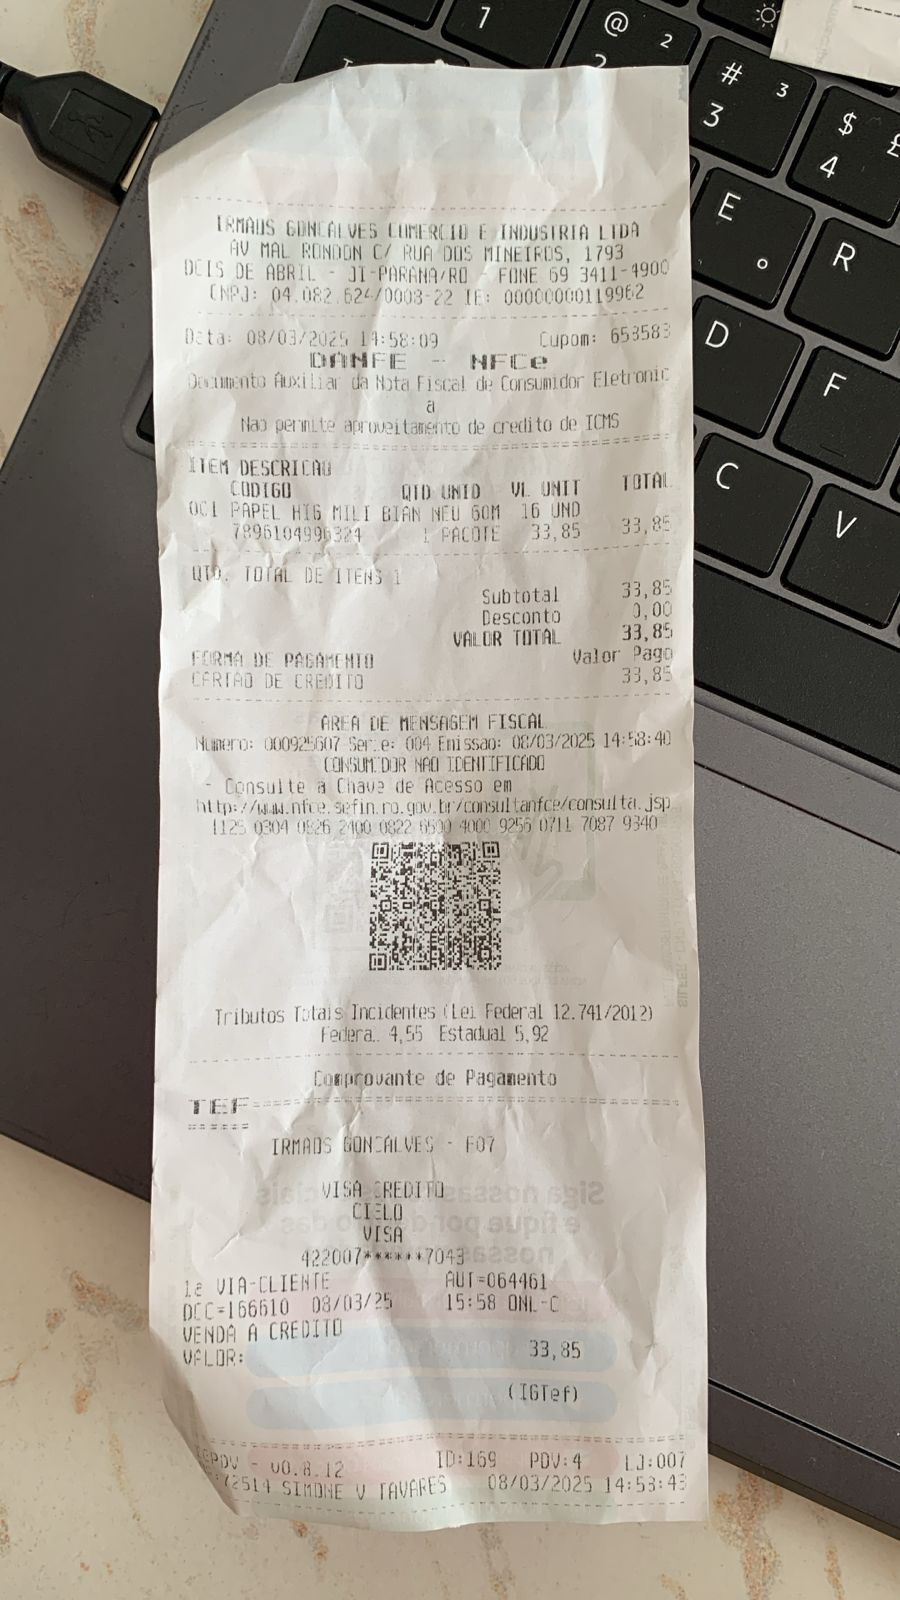 IRMAOS GONCALVES COMERCIO E INDUSTRIA LTDA
AV MAL RONDON C/ RUA DOS MINEIROS, 1793
DOIS DE ABRIL - JI-PARANA/RO FONE 69 3411-4900
CNPJ: 04.082.624/0008-22 IE: 00000000119962
Data: 08/03/2025 14:58:09 Cupom: 653583
DANFE - NFCe
Documento Auxiliar da Nota Fiscal de Consumidor Eletronic
a
Nao permite aproveitamento de credito de ICMS
ITEM DESCRICAO
CODIGO QTD UNID VL UNIT TOTAL
001 PAPEL HIG MILI BIAN NEU 60M 16 UND
7896104996324 1 PACOTE 33,85 33,85
QTD. TOTAL DE ITENS 1
Subtotal 33,85
Desconto 0,00
VALOR TOTAL 33,85
FORMA DE PAGAMENTO Valor Pago
CARTAO DE CREDITO 33,85
AREA DE MENSAGEM FISCAL
Numero: 000925607 Serie: 004 Emissao: 08/03/2025 14:58:40
CONSUMIDOR NAO IDENTIFICADO
- Consulte a Chave de Acesso em
http://www.nfce.sefin.ro.gov.br/consultanfce/consulta.jsp
1125 0304 0826 2400 0822 6500 4000 9256 0711 7087 9340
Tributos Totais Incidentes (Lei Federal 12.741/2012)
Federal 4,55 Estadual 5,92
Comprovante de Pagamento
TEF
IRMAOS GONCALVES - F07
VISA CREDITO
CIELO
VISA
422007******7043
1a VIA-CLIENTE AUT=064461
DOC=166610 08/03/25 15:58 ONL-C
VENDA A CREDITO
VALOR: 33,85
(IGTef)
v0.8.12 ID:169 PDV:4 LJ:007
SIMONE V TAVARES 08/03/2025 14:58:43
1
@ 2
2
# 3
3
$
4
E
R
D
F
C
V